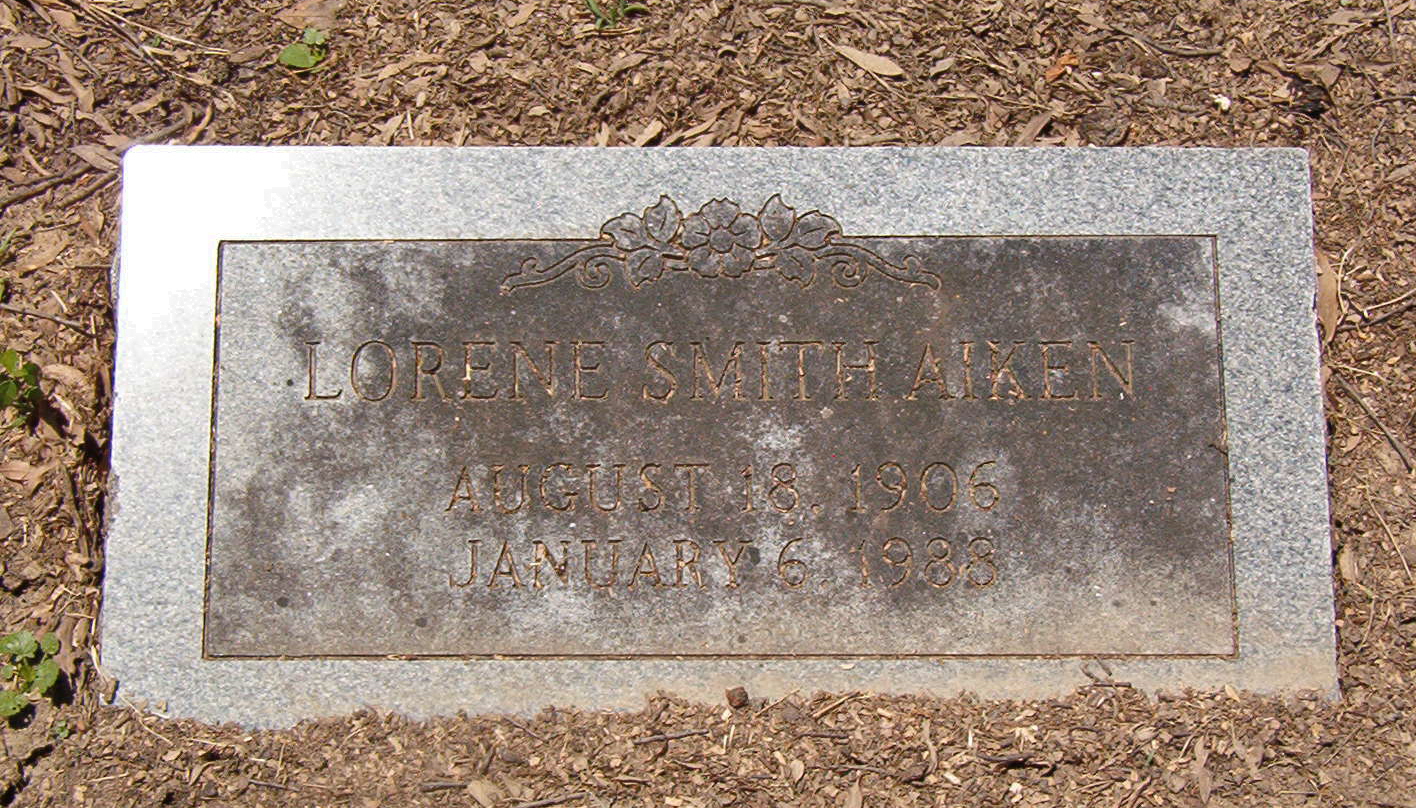 LORENE SMITH AIKEN
AUGUST 18, 1906
JANUARY 6, 1988